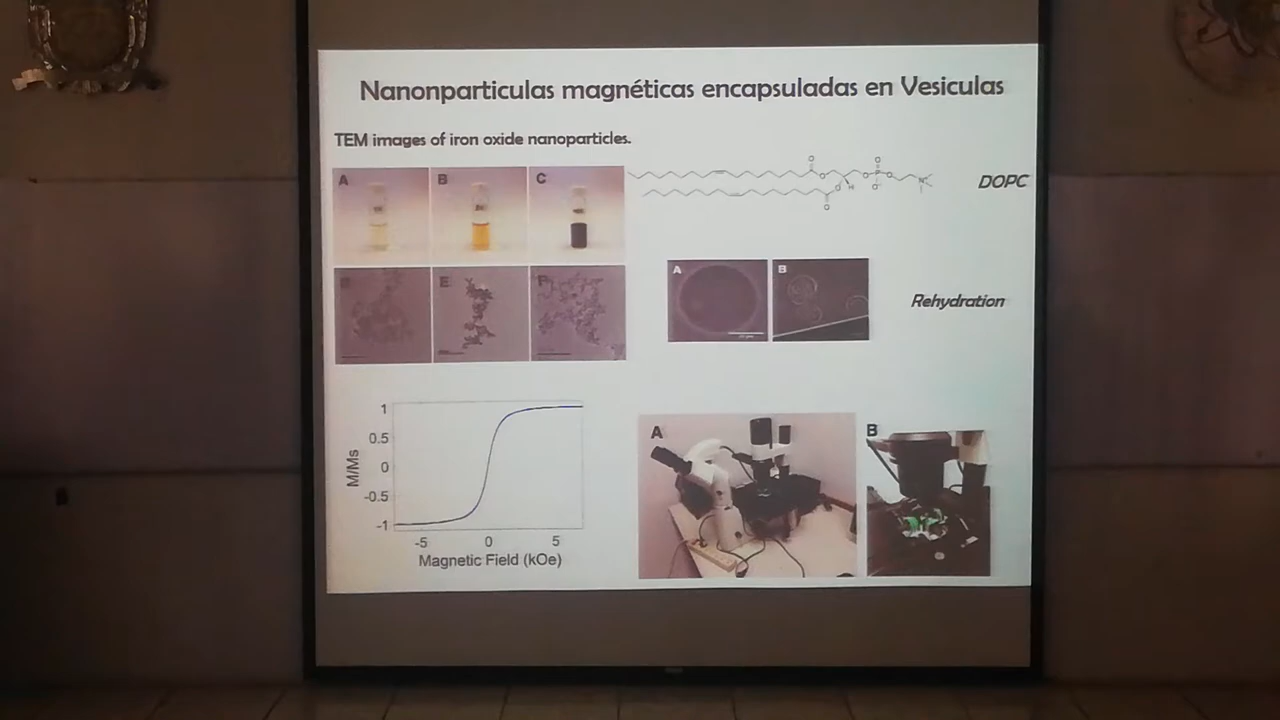 Nanonparticulas magnéticas encapsuladas en Vesiculas
TEM images of iron oxide nanoparticles.
A B C
E
DOPC
A B
Rehydration
1
0.5
0
-0.5
-1
M/Ms
-5 0 5
Magnetic Field (kOe)
A
B